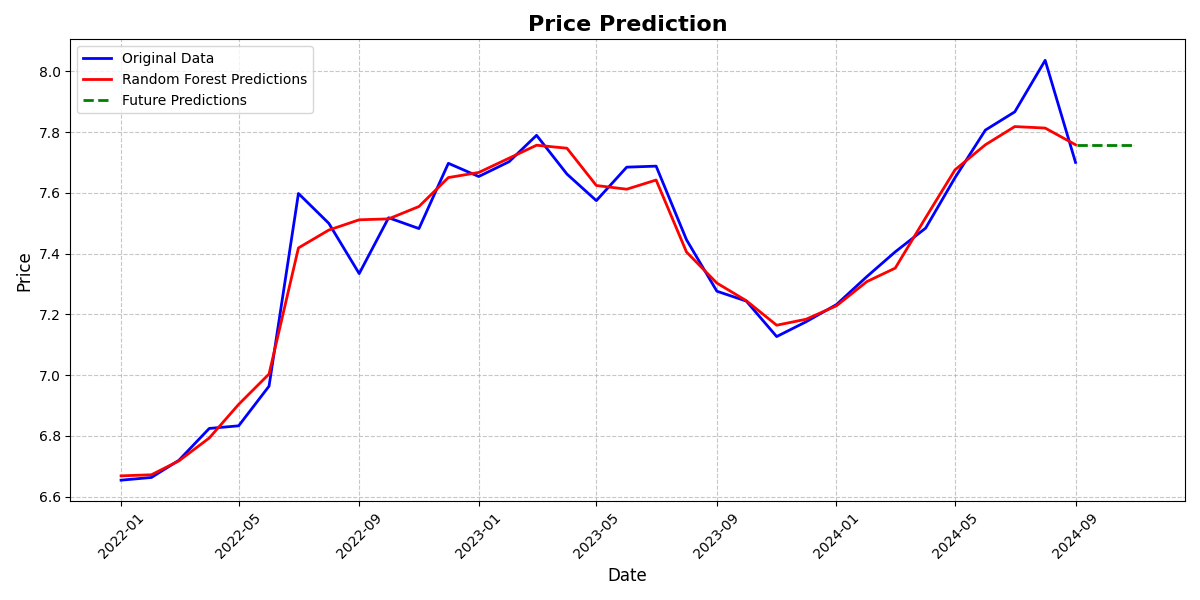 Price Prediction
Original Data
Random Forest Predictions
Future Predictions
Price
8.0
7.8
7.6
7.4
7.2
7.0
6.8
6.6
2022-01
2022-05
2022-09
2023-01
2023-05
2023-09
2024-01
2024-05
2024-09
Date